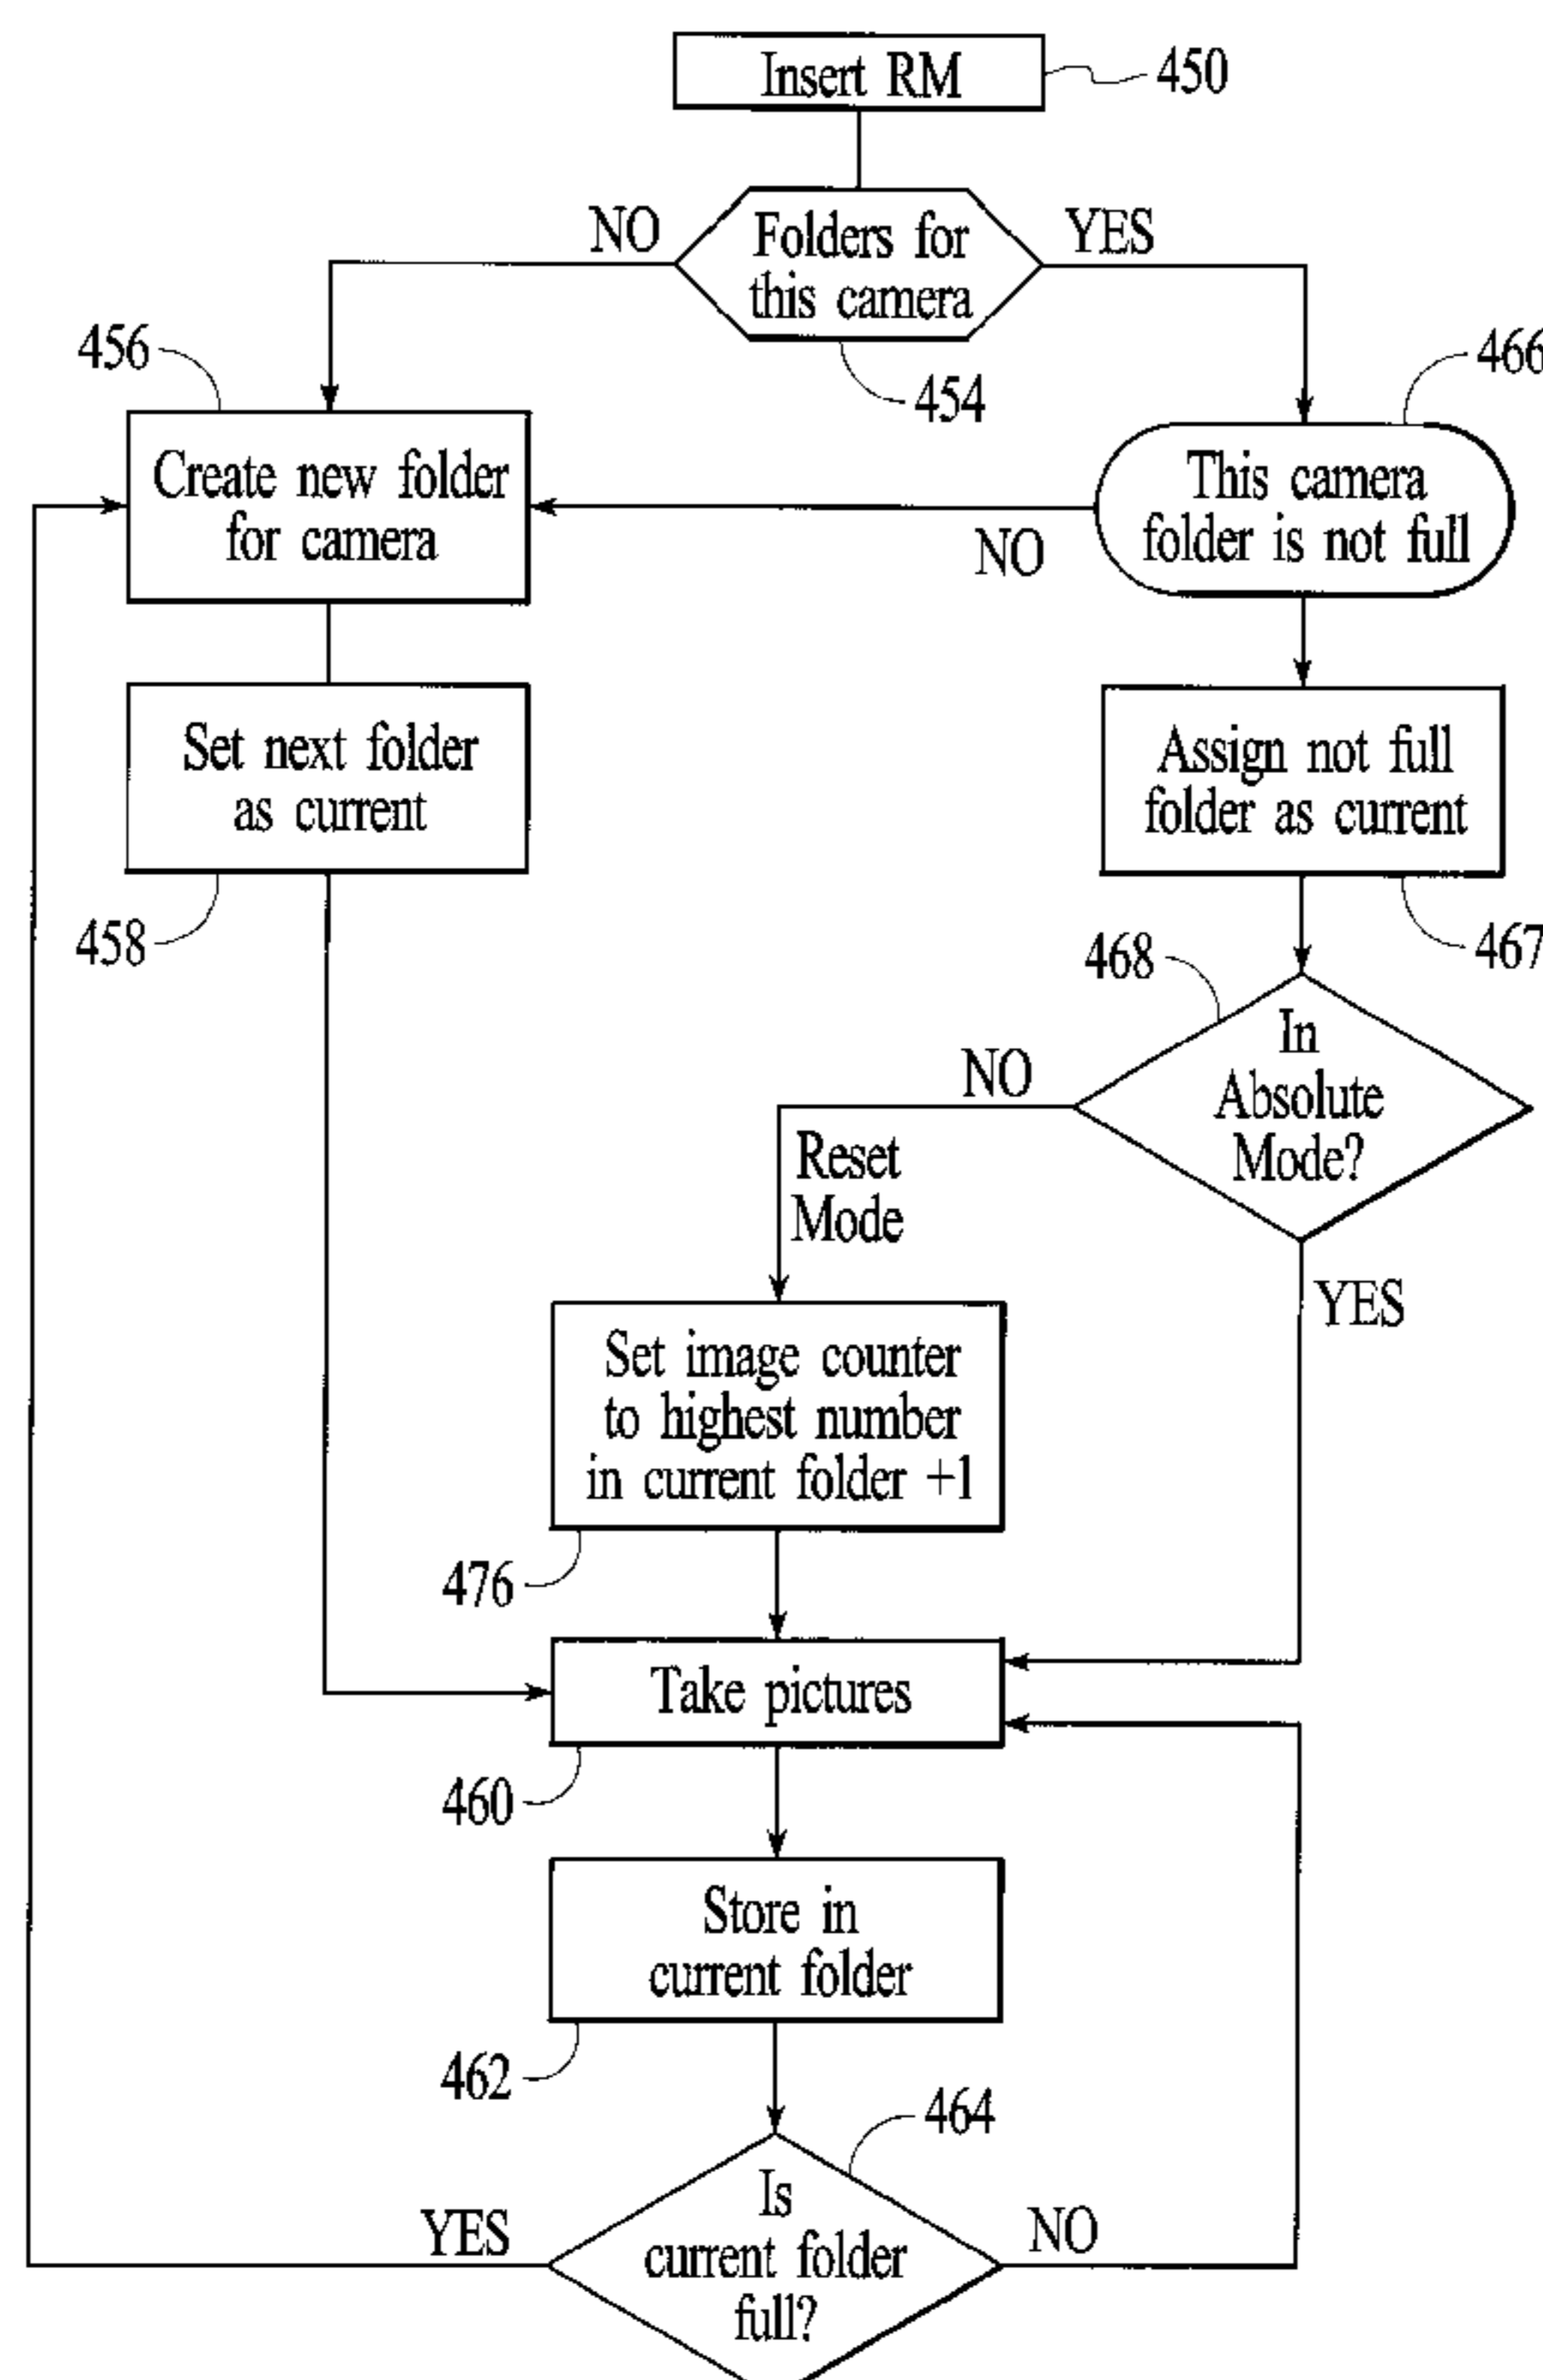 Insert RM
450
NO
Folders for
this camera
YES
454
456
466
Create new folder
for camera
This camera
folder is not full
NO
Set next folder
as current
458
Assign not full
folder as current
467
468
In
Absolute
Mode?
NO
Reset
Mode
YES
Set image counter
to highest number
in current folder +1
476
Take pictures
460
Store in
current folder
462
464
Is
current folder
full?
YES
NO